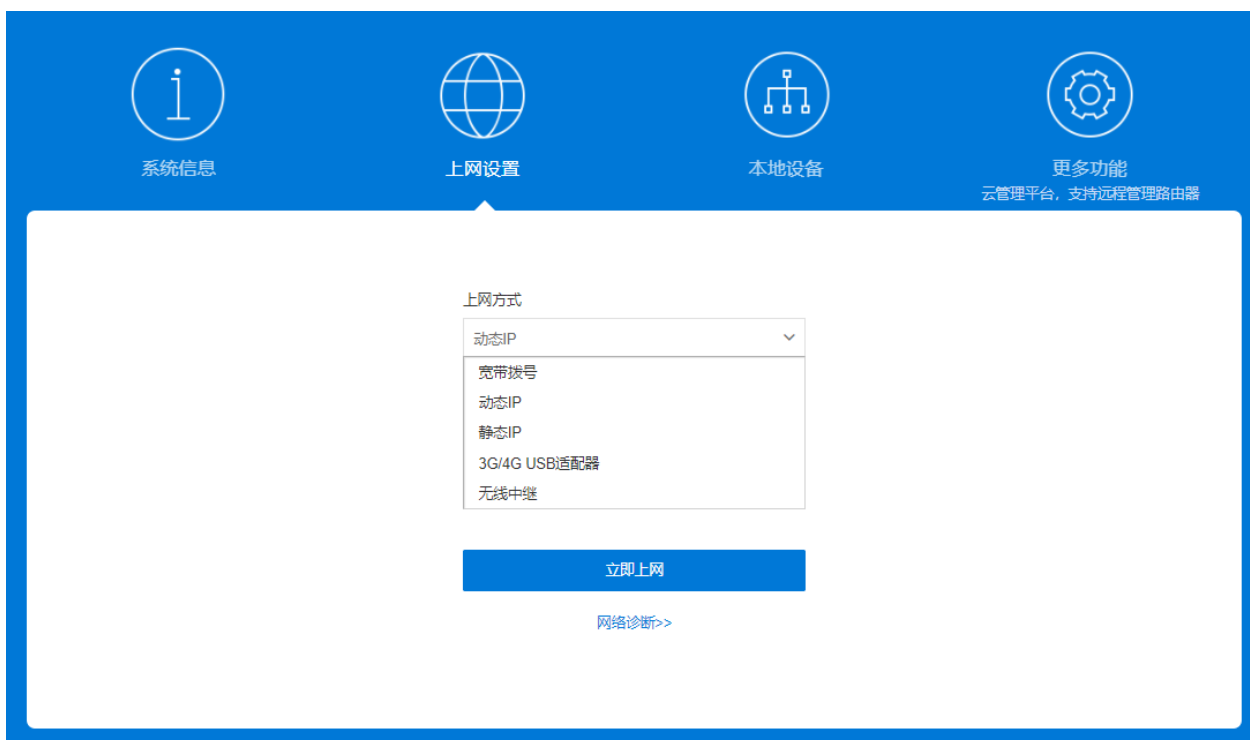 系统信息
上网设置
本地设备
更多功能
云管理平台，支持远程管理路由器
上网方式
动态IP
宽带拨号
动态IP
静态IP
3G/4G USB适配器
无线中继
立即上网
网络诊断>>